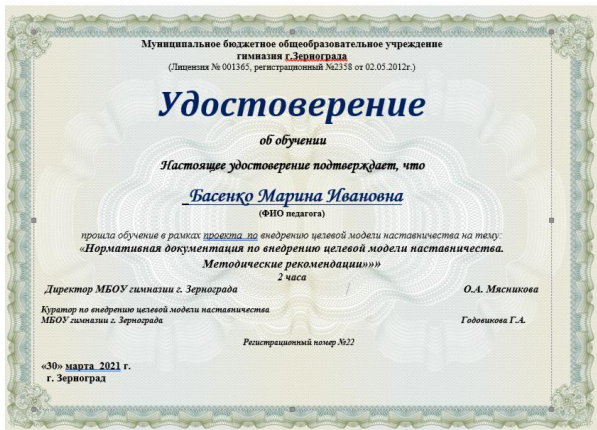 Муниципальное бюджетное общеобразовательное учреждение
гимназия г.Зернограда
(Лицензия № 001365, регистрационный №2358 от 02.05.2012г.)
Удостоверение
об обучении
Настоящее удостоверение подтверждает, что
_Басенко Марина Ивановна
(ФИО педагога)
прошла обучение в рамках проекта по внедрению целевой модели наставничества на тему:
«Нормативная документация по внедрению целевой модели наставничества.
Методические рекомендации»»»
2 часа
Директор МБОУ гимназии г. Зернограда О.А. Мясникова
Куратор по внедрению целевой модели наставничества
МБОУ гимназии г. Зернограда Годовикова Г.А.
Регистрационный номер №22
«30» марта 2021 г.
г. Зерноград